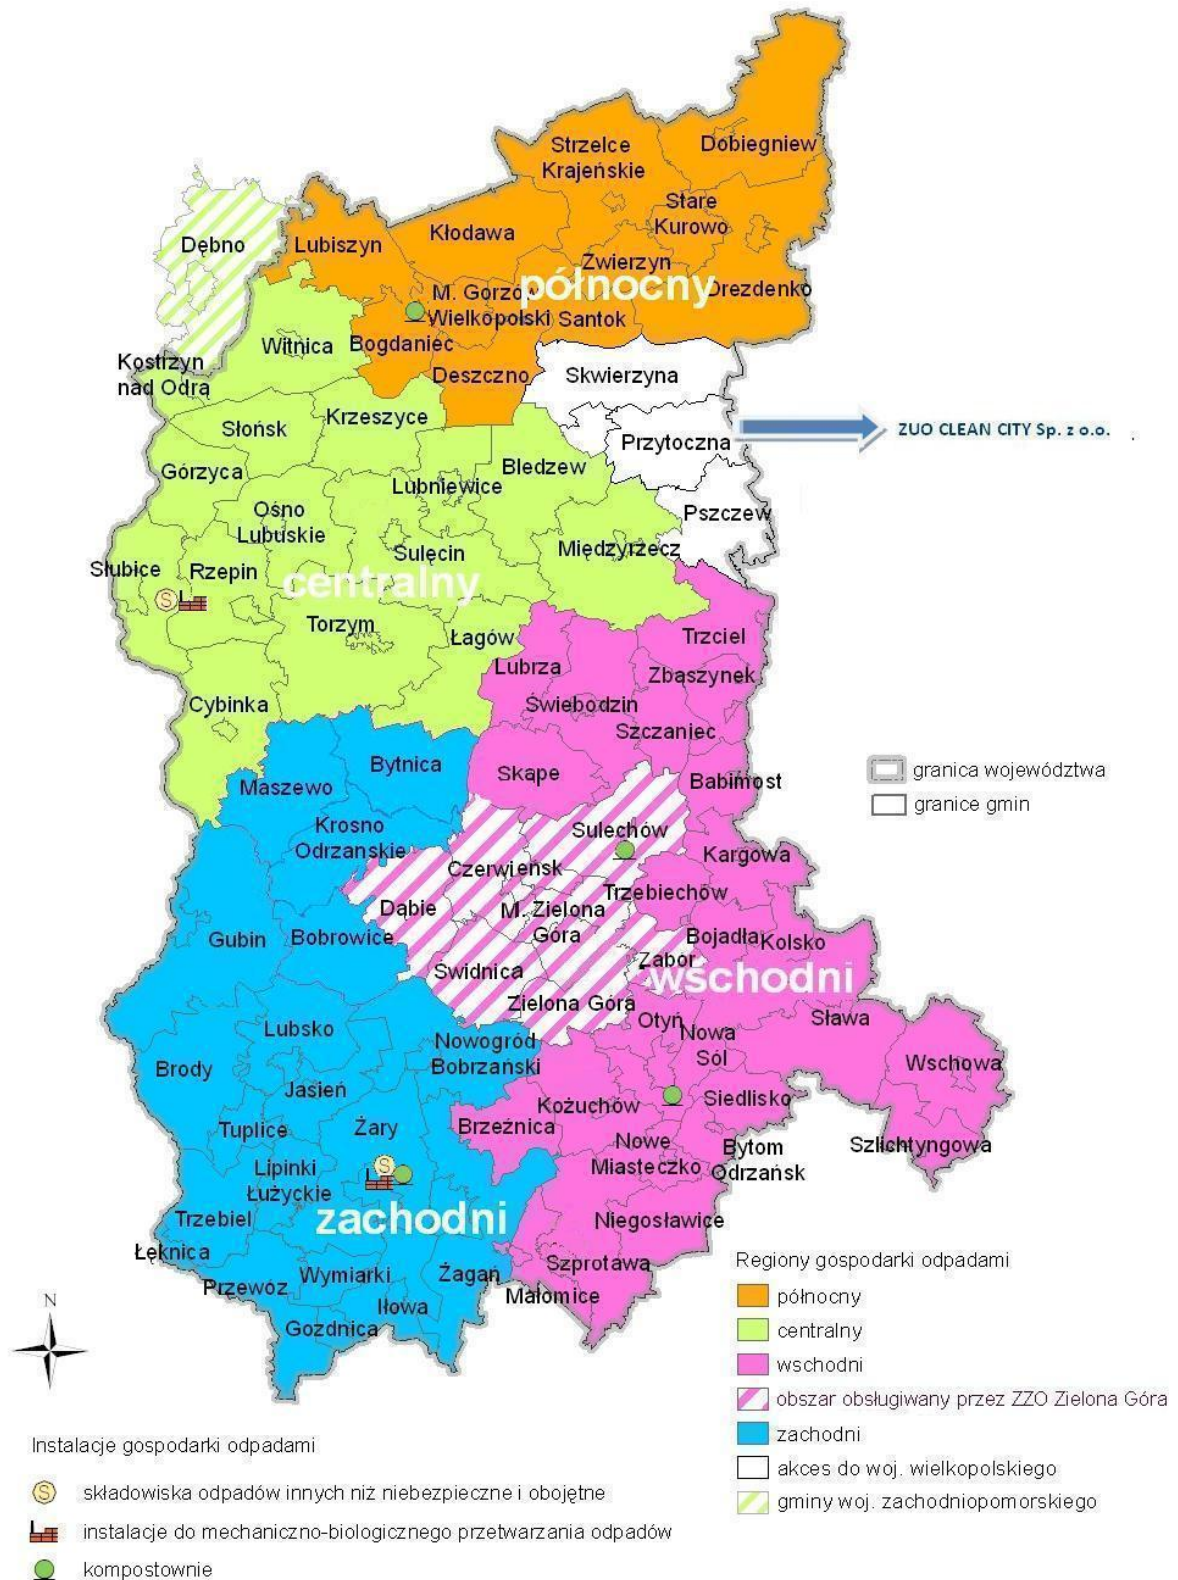 Dobiegniew
Strzelce
Krajeńskie
Stare
Kurowo
Kłodawa
Lubiszyn
Dębno
Zwierzyn
północny
Drezdenko
M. Gorzów
Wielkopolski
Santok
Bogdaniec
Witnica
Kostrzyn
nad Odrą
Deszczno
Skwierzyna
Krzeszyce
Słońsk
Przytoczna
ZUO CLEAN CITY Sp. z o.o.
Górzyca
Bledzew
Lubniewice
Ośno
Lubuskie
Pszczew
Międzyrzecz
Sulęcin
Słubice
Rzepin
centralny
S
Torzym
Łagów
Trzciel
Lubrza
Zbąszynek
Cybinka
Świebodzin
Szczaniec
Bytnica
Skape
Babimost
Maszewo
granica województwa
granice gmin
Krosno
Odrzanskie
Sulechów
Kargowa
Czerwieńsk
Trzebiechów
Dąbie
M. Zielona
Góra
Gubin
Bobrowice
Bojadła
Kolsko
Zabór
Swidnica
wschodni
Zielona Góra
Otyń
Sława
Nowa
Sól
Lubsko
Nowogród
Bobrzański
Brody
Wschowa
Jasień
Siedlisko
Kożuchów
Tuplice
Żary
Brzeźnica
Nowe
Miasteczko
Bytom
Odrzańsk
Szlichtyngowa
Lipinki
Łużyckie
S
Trzebiel
zachodni
Niegosławice
Łęknica
Szprotawa
Przewóz
Wymiarki
Żagań
Małomice
Iłowa
Gozdnica
N
Regiony gospodarki odpadami
północny
centralny
wschodni
obszar obsługiwany przez ZZO Zielona Góra
zachodni
akces do woj. wielkopolskiego
gminy woj. zachodniopomorskiego
Instalacje gospodarki odpadami
S składowiska odpadów innych niż niebezpieczne i obojętne
instalacje do mechaniczno-biologicznego przetwarzania odpadów
kompostownie